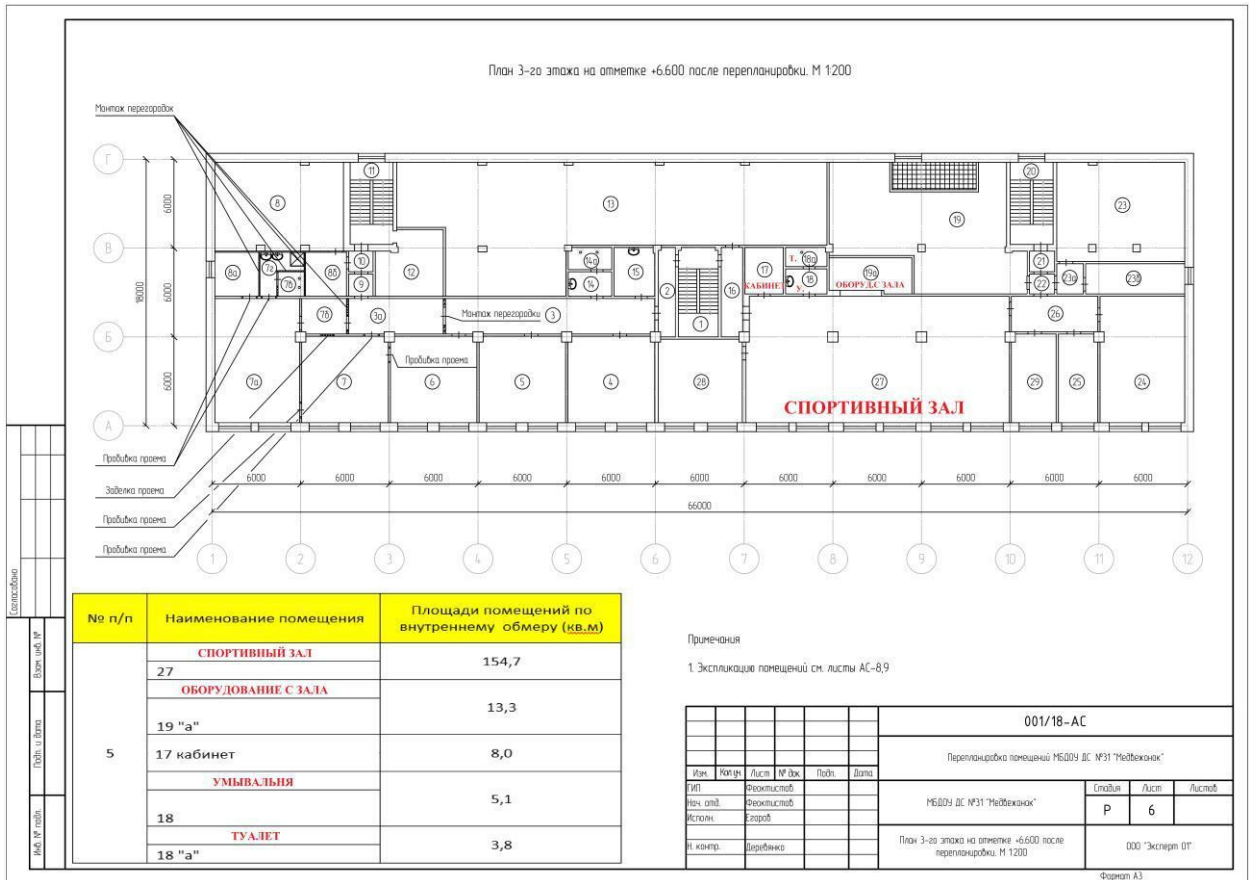 План 3-го этажа на отметке +6.600 после перепланировки. М 1:200
Монтаж перегородок
Г
В
Б
А
6000
6000
6000
18000
11
20
8
13
19
23
8а
7г
7в
8б
10
9
12
14а
14
15
2
1
16
17
КАБИНЕТ
Т.
18а
18
У.
19а
ОБОРУД.С ЗАЛА
21
22
23а
23б
7б
3а
Монтаж перегородки
3
26
Пробивка проема
7а
7
6
5
4
28
27
29
25
24
СПОРТИВНЫЙ ЗАЛ
Пробивка проема
Заделка проема
Пробивка проема
Пробивка проема
6000 6000 6000 6000 6000 6000 6000 6000 6000 6000 6000
66000
1 2 3 4 5 6 7 8 9 10 11 12
Согласовано
Взам. инв. №
Подп. и дата
Инв. № подл.
№ п/п Наименование помещения Площади помещений по
внутреннему обмеру (кв.м)
5
СПОРТИВНЫЙ ЗАЛ
27
154,7
ОБОРУДОВАНИЕ С ЗАЛА
19 "а"
13,3
17 кабинет 8,0
УМЫВАЛЬНЯ
18
5,1
ТУАЛЕТ
18 "а"
3,8
Примечания
1. Экспликацию помещений см. листы АС-8,9
001/18-АС
Перепланировка помещений МБДОУ ДС №31 "Медвежонок"
Изм. Кол.уч Лист № док. Подп. Дата
ГИП Феоктистов
Нач. отд. Феоктистов
Исполн. Егоров
Н. контр. Деревянко
МБДОУ ДС №31 "Медвежонок"
Стадия Лист Листов
Р 6
План 3-го этажа на отметке +6.600 после
перепланировки. М 1:200
ООО "Эксперт 01"
Формат А3